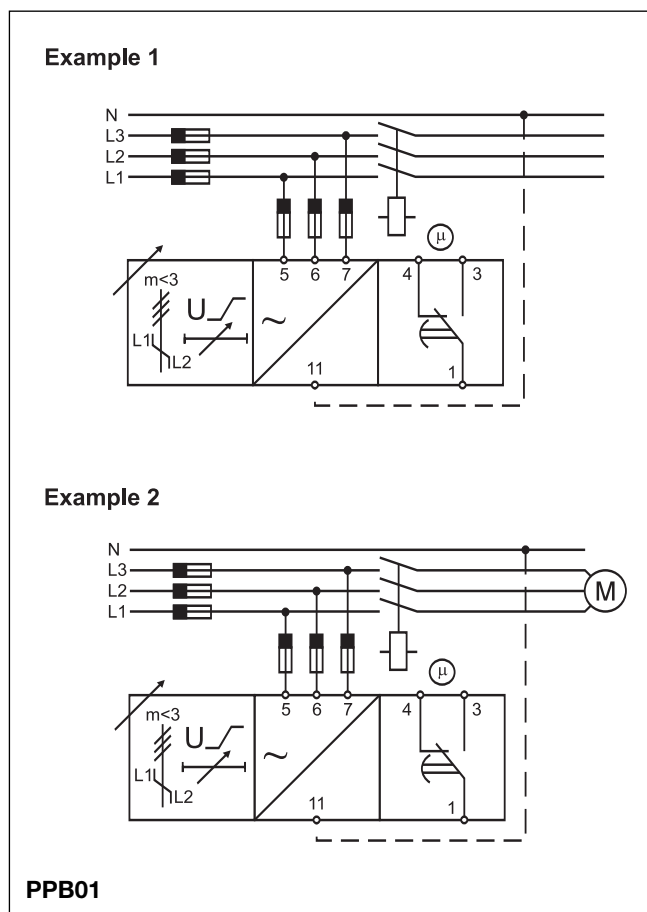 Example 1
N
L3
L2
L1
µ
5 6 7 4 3
m<3
U
L1
L2
~
11
1
Example 2
N
L3
L2
L1
M
µ
5 6 7 4 3
m<3
U
L1
L2
~
11
1
PPB01